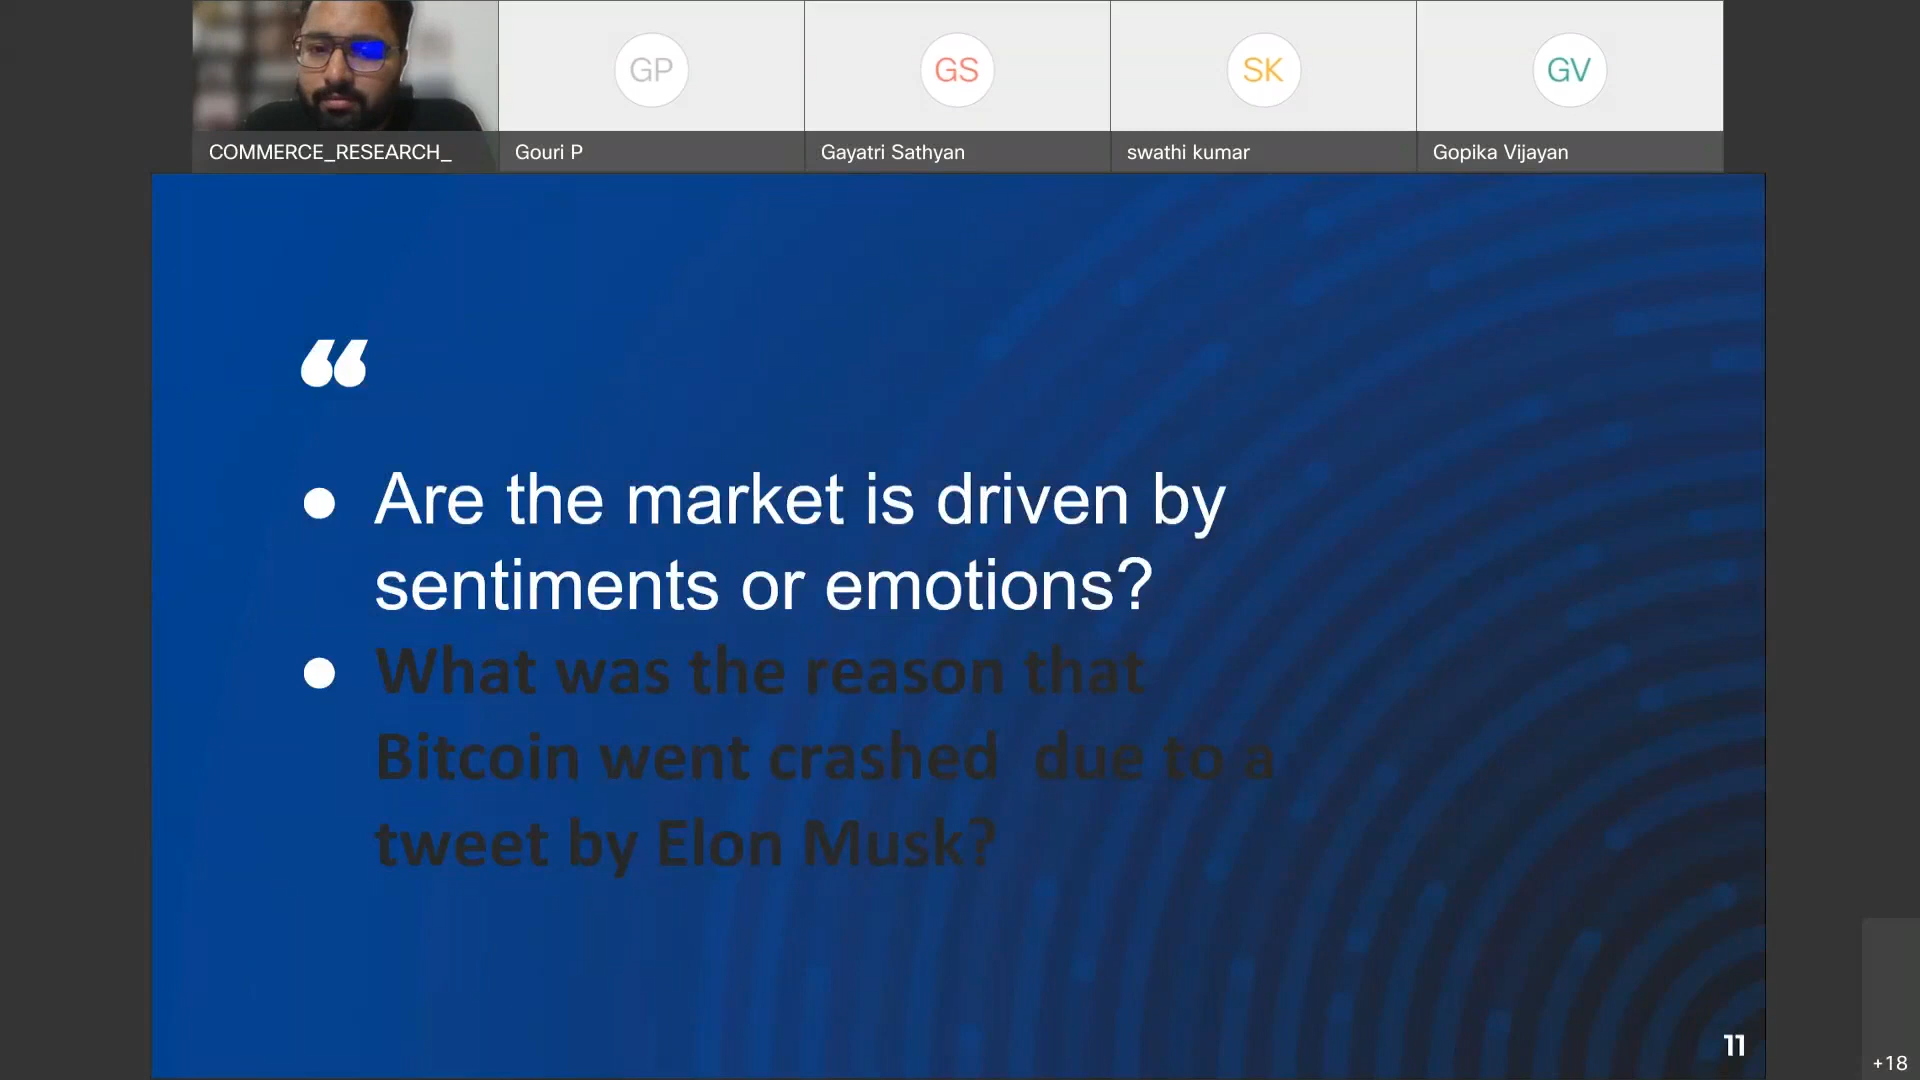 GP
GS
SK
GV
COMMERCE_RESEARCH_
Gouri P
Gayatri Sathyan
swathi kumar
Gopika Vijayan
“
● Are the market is driven by
sentiments or emotions?
● What was the reason that
Bitcoin went crashed due to a
tweet by Elon Musk?
11
+18